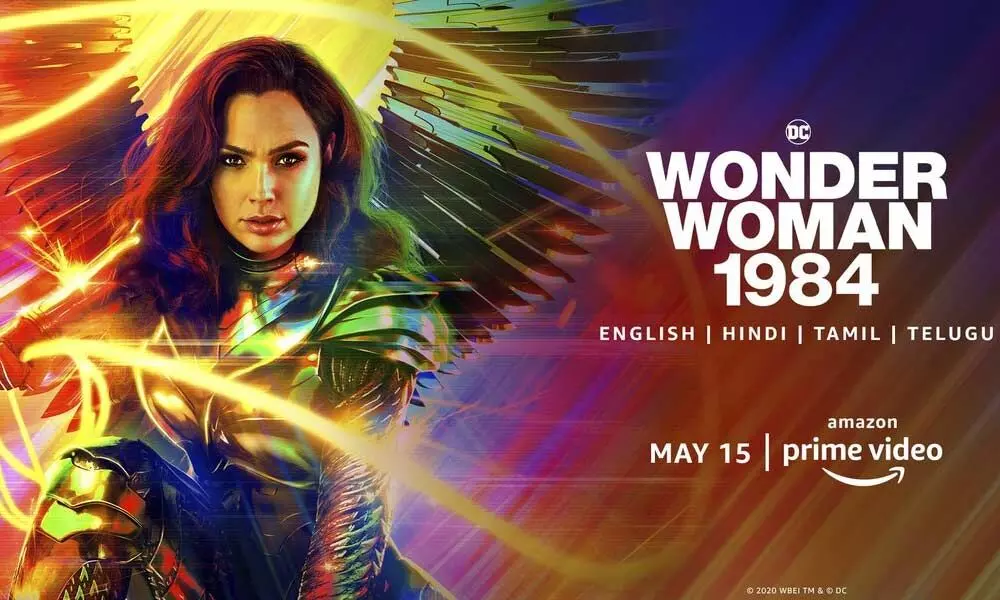 DC
WONDER
WOMAN
1984
ENGLISH | HINDI | TAMIL | TELUGU
MAY 15 | amazon prime video
© 2020 WBEI TM & © DC